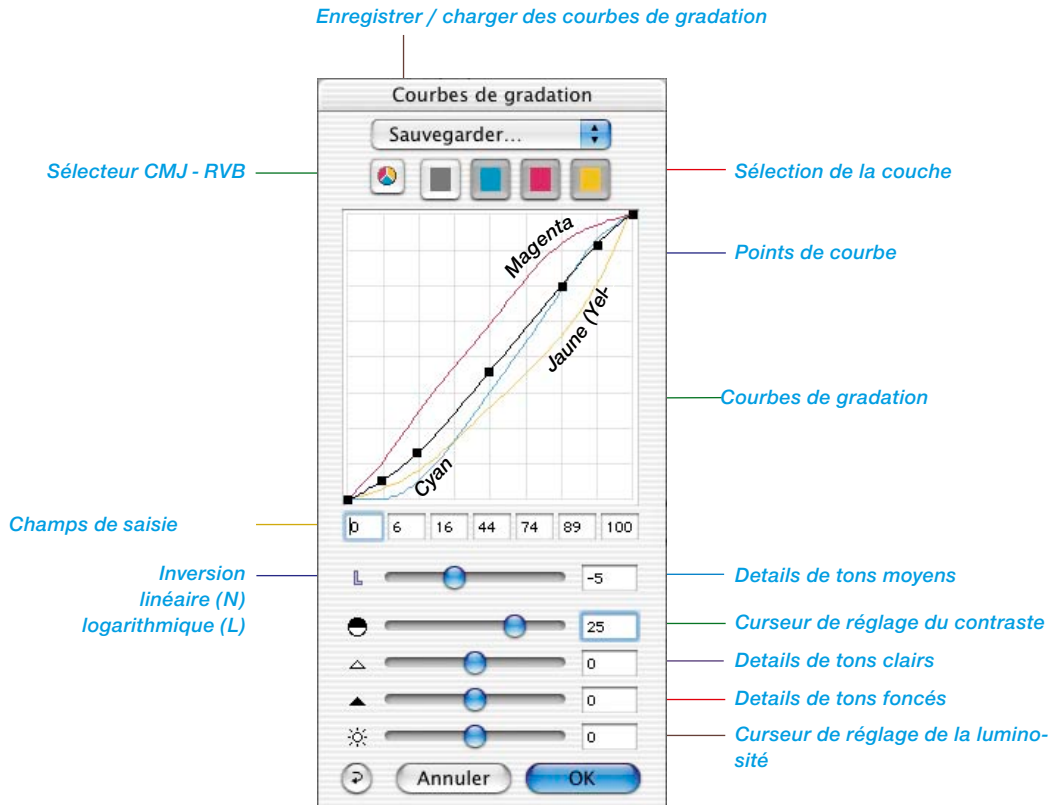 Enregistrer / charger des courbes de gradation
Courbes de gradation
Sauvegarder...
Sélecteur CMJ - RVB
Sélection de la couche
Magenta
Points de courbe
Jaune (Yel-
Courbes de gradation
Cyan
Champs de saisie
0 6 16 44 74 89 100
Inversion
linéaire (N)
logarithmique (L)
L -5
Details de tons moyens
25
Curseur de réglage du contraste
0
Details de tons clairs
0
Details de tons foncés
0
Curseur de réglage de la lumino-
sité
Annuler OK